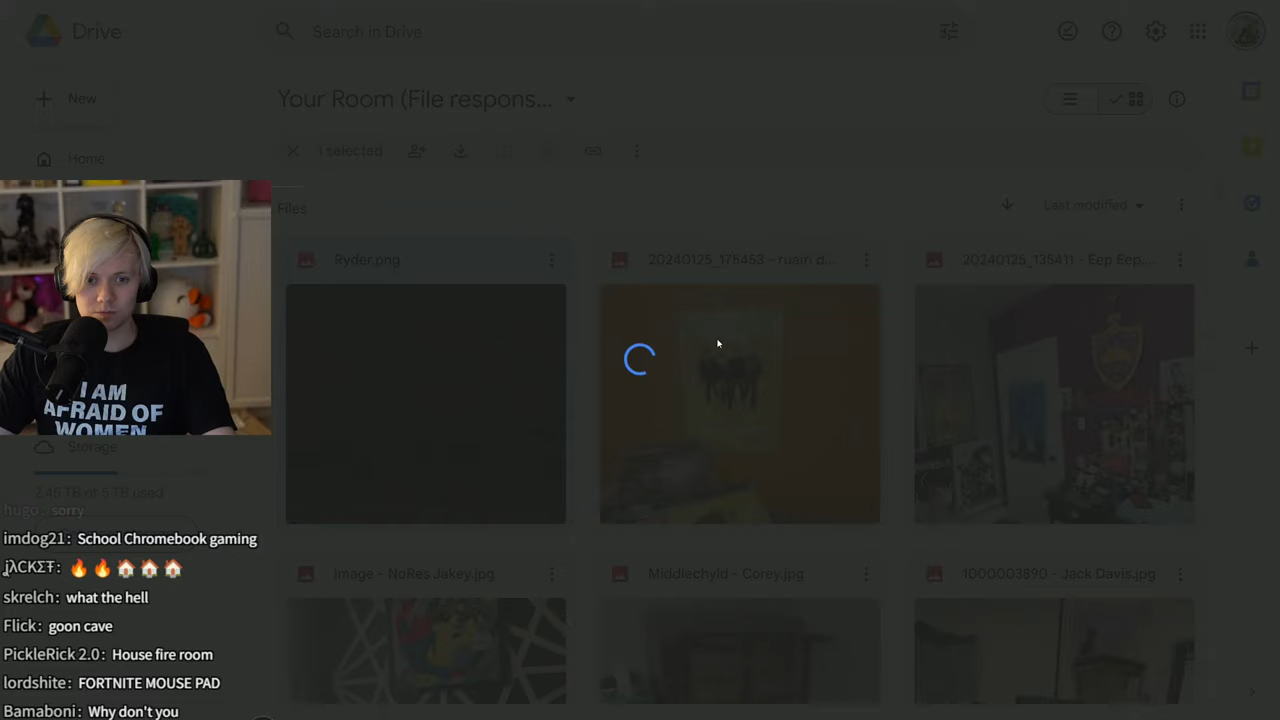 Drive
Search in Drive
New
Your Room (File respons...
1 selected
Home
Files
Last modified
Ryder.png
20240125_175453 - ruairi d...
20240125_135411 - Eep Eep....
I AM
AFRAID OF
WOMEN
Storage
2.45 TB of 5 TB used
hugo: sorry
imdog21: School Chromebook gaming
🔥🔥🏠🏠🏠
skrelch: what the hell
Flick: goon cave
PickleRick 2.0: House fire room
lordshite: FORTNITE MOUSE PAD
Bamaboni: Why don't you
Image - NoRes Jakey.jpg
Middlechyld - Corey.jpg
1000003890 - Jack Davis.jpg